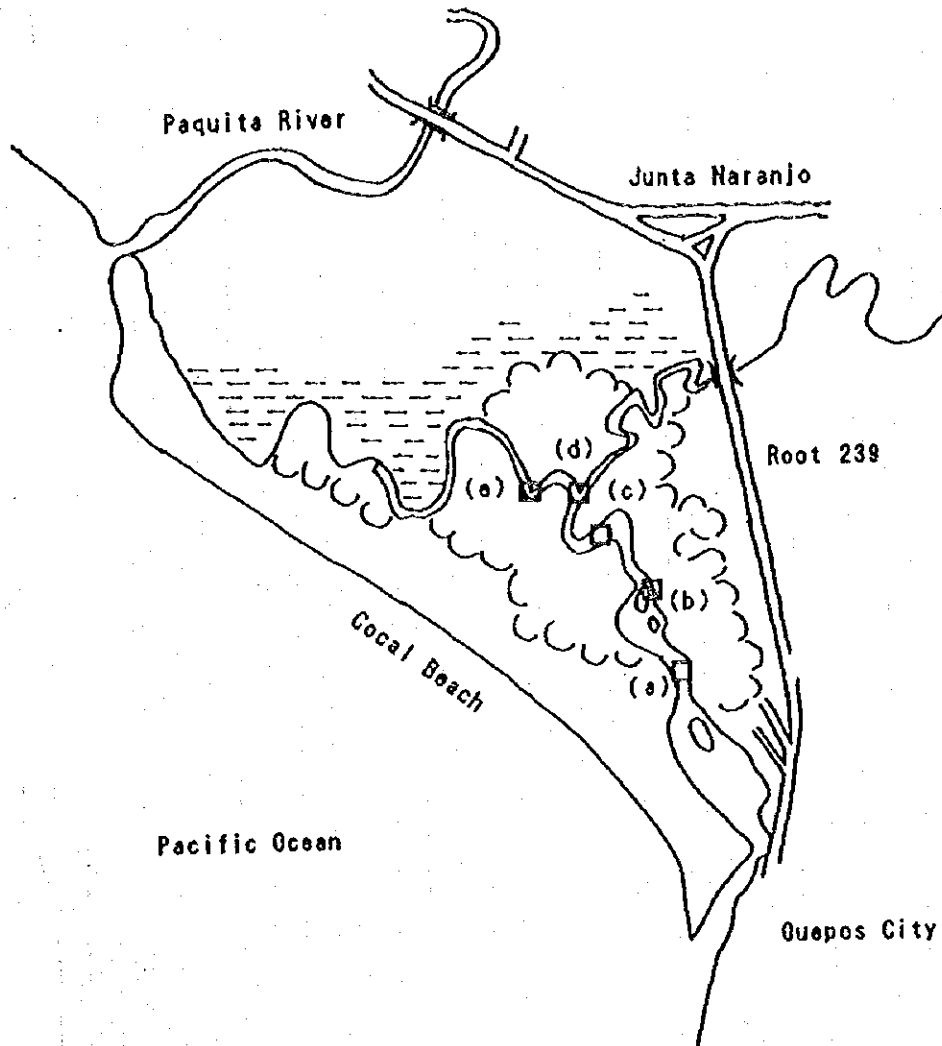 Paquita River
Junta Naranjo
Root 239
(d)
(e)
(c)
(b)
(a)
Cocal Beach
Pacific Ocean
Quepos City